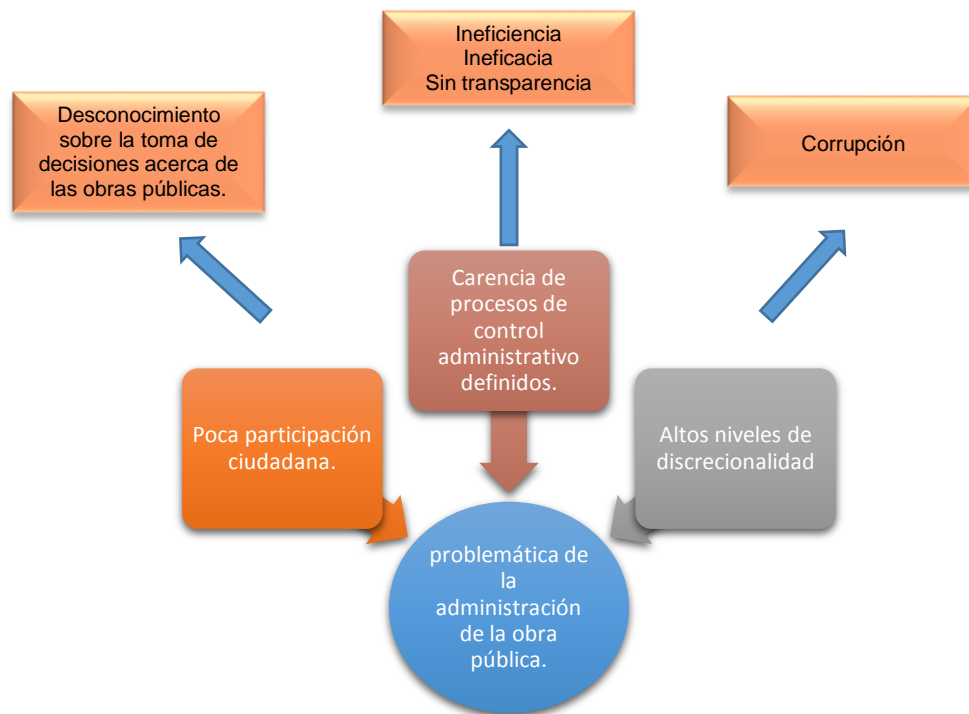 Ineficiencia
Ineficacia
Sin transparencia
Desconocimiento
sobre la toma de
decisiones acerca de
las obras públicas.
Corrupción
Carencia de
procesos de
control
administrativo
definidos.
Poca participación
ciudadana.
Altos niveles de
discrecionalidad
problemática de
la
administración
de la obra
pública.